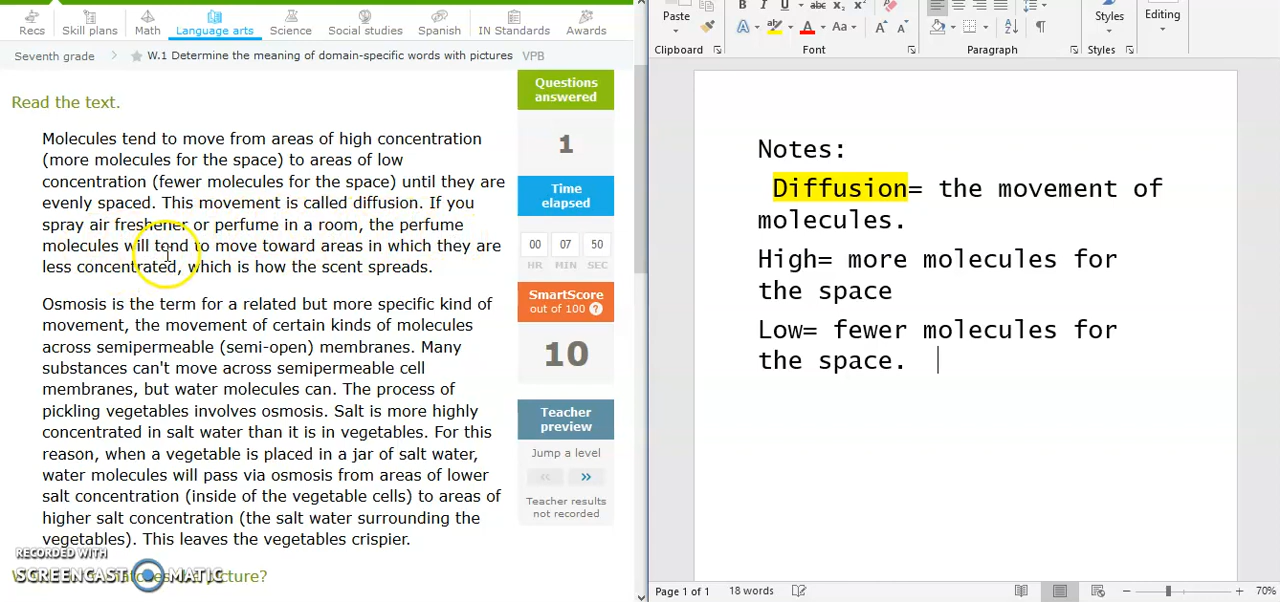 Recs
Skill plans
Math
Language arts
Science
Social studies
Spanish
IN Standards
Awards
Seventh grade
W.1 Determine the meaning of domain-specific words with pictures
VPB
Read the text.
Molecules tend to move from areas of high concentration
(more molecules for the space) to areas of low
concentration (fewer molecules for the space) until they are
evenly spaced. This movement is called diffusion. If you
spray air freshener or perfume in a room, the perfume
molecules will tend to move toward areas in which they are
less concentrated, which is how the scent spreads.
Osmosis is the term for a related but more specific kind of
movement, the movement of certain kinds of molecules
across semipermeable (semi-open) membranes. Many
substances can't move across semipermeable cell
membranes, but water molecules can. The process of
pickling vegetables involves osmosis. Salt is more highly
concentrated in salt water than it is in vegetables. For this
reason, when a vegetable is placed in a jar of salt water,
water molecules will pass via osmosis from areas of lower
salt concentration (inside of the vegetable cells) to areas of
higher salt concentration (the salt water surrounding the
vegetables). This leaves the vegetables crispier.
picture?
RECORDED WITH
SCREENCAST MATIC
Questions
answered
1
Time
elapsed
00 07 50
HR MIN SEC
SmartScore
out of 100 ?
10
Teacher
preview
Jump a level
Teacher results
not recorded
Paste
Clipboard
B I U abc x₂ x²
A ab A Aa A A
Font
Paragraph
Styles
Styles
Editing
Notes:
Diffusion= the movement of
molecules.
High= more molecules for
the space
Low= fewer molecules for
the space.
Page 1 of 1
18 words
70%